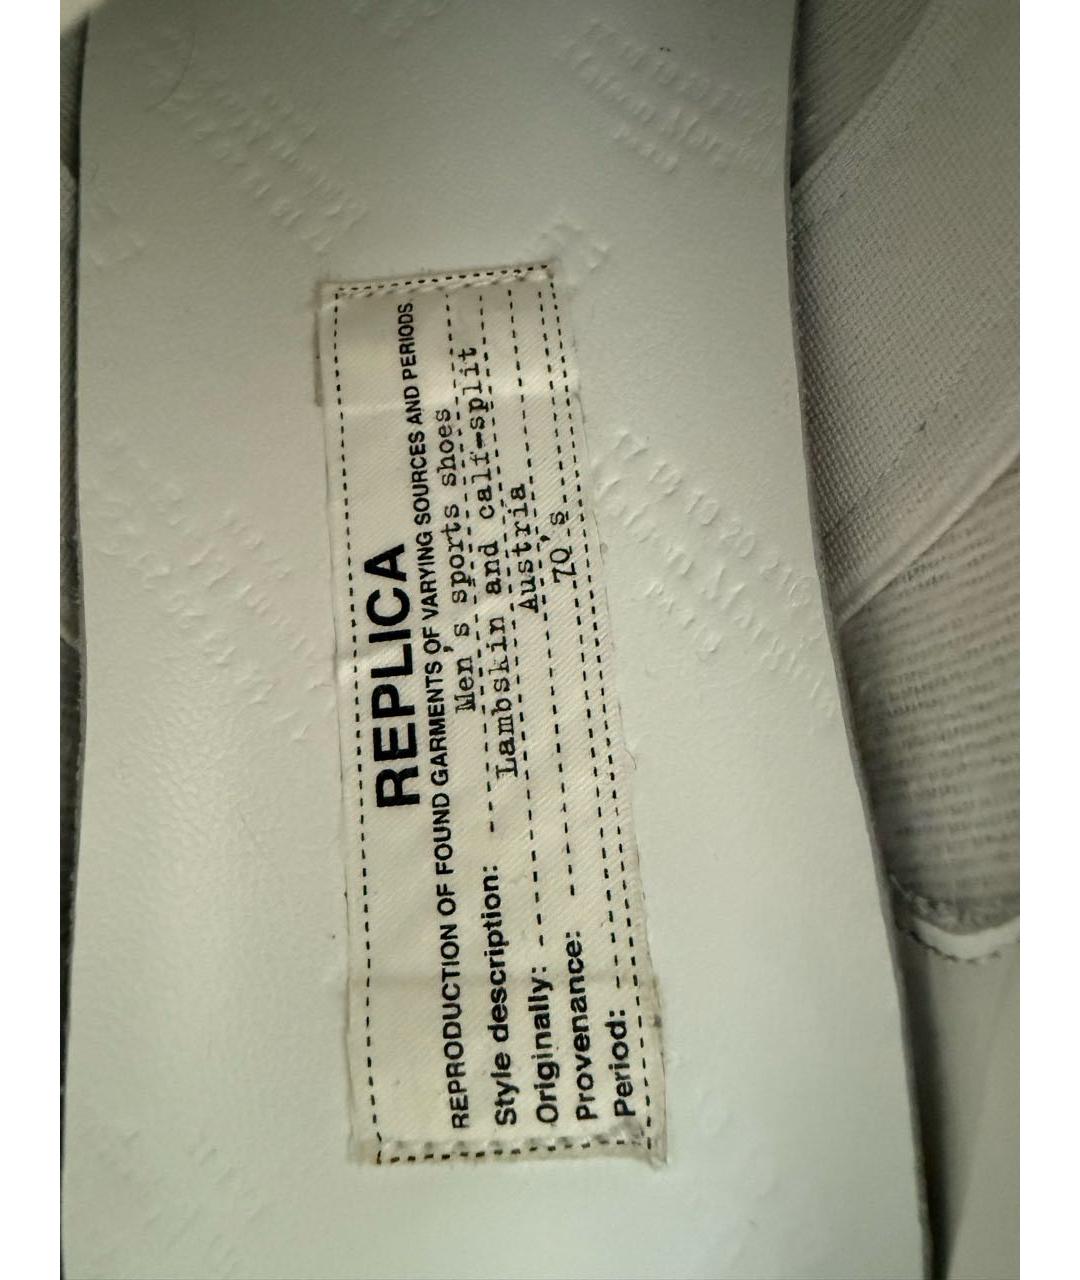 REPLICA
REPRODUCTION OF FOUND GARMENTS OF VARYING SOURCES AND PERIODS
Style description: Men's sports shoes
Originally: Lambskin and calf-split
Provenance: Austria
Period: 70's